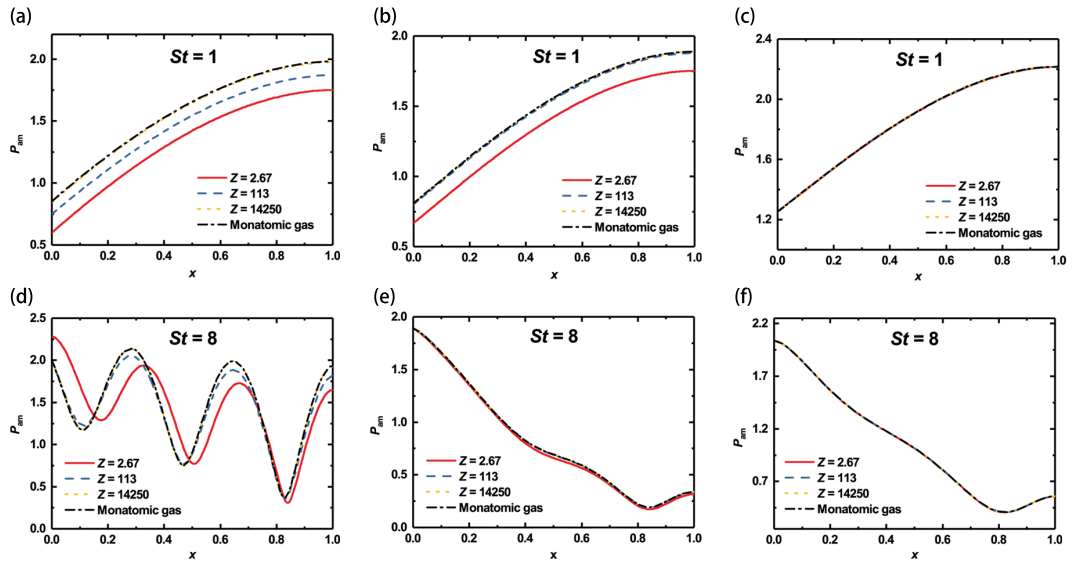 (a)
St = 1
2.0
1.5
1.0
0.5
Pam
Z = 2.67
Z = 113
Z = 14250
Monatomic gas
0.0 0.2 0.4 0.6 0.8 1.0
x
(b)
St = 1
2.0
1.5
1.0
0.5
Pam
Z = 2.67
Z = 113
Z = 14250
Monatomic gas
0.0 0.2 0.4 0.6 0.8 1.0
x
(c)
St = 1
2.4
2.0
1.6
1.2
Pam
Z = 2.67
Z = 113
Z = 14250
Monatomic gas
0.0 0.2 0.4 0.6 0.8 1.0
x
(d)
St = 8
2.5
2.0
1.5
1.0
0.5
0.0
Pam
Z = 2.67
Z = 113
Z = 14250
Monatomic gas
0.0 0.2 0.4 0.6 0.8 1.0
x
(e)
St = 8
2.0
1.5
1.0
0.5
0.0
Pam
Z = 2.67
Z = 113
Z = 14250
Monatomic gas
0.0 0.2 0.4 0.6 0.8 1.0
x
(f)
St = 8
2.2
1.7
1.2
0.7
Pam
Z = 2.67
Z = 113
Z = 14250
Monatomic gas
0.0 0.2 0.4 0.6 0.8 1.0
x